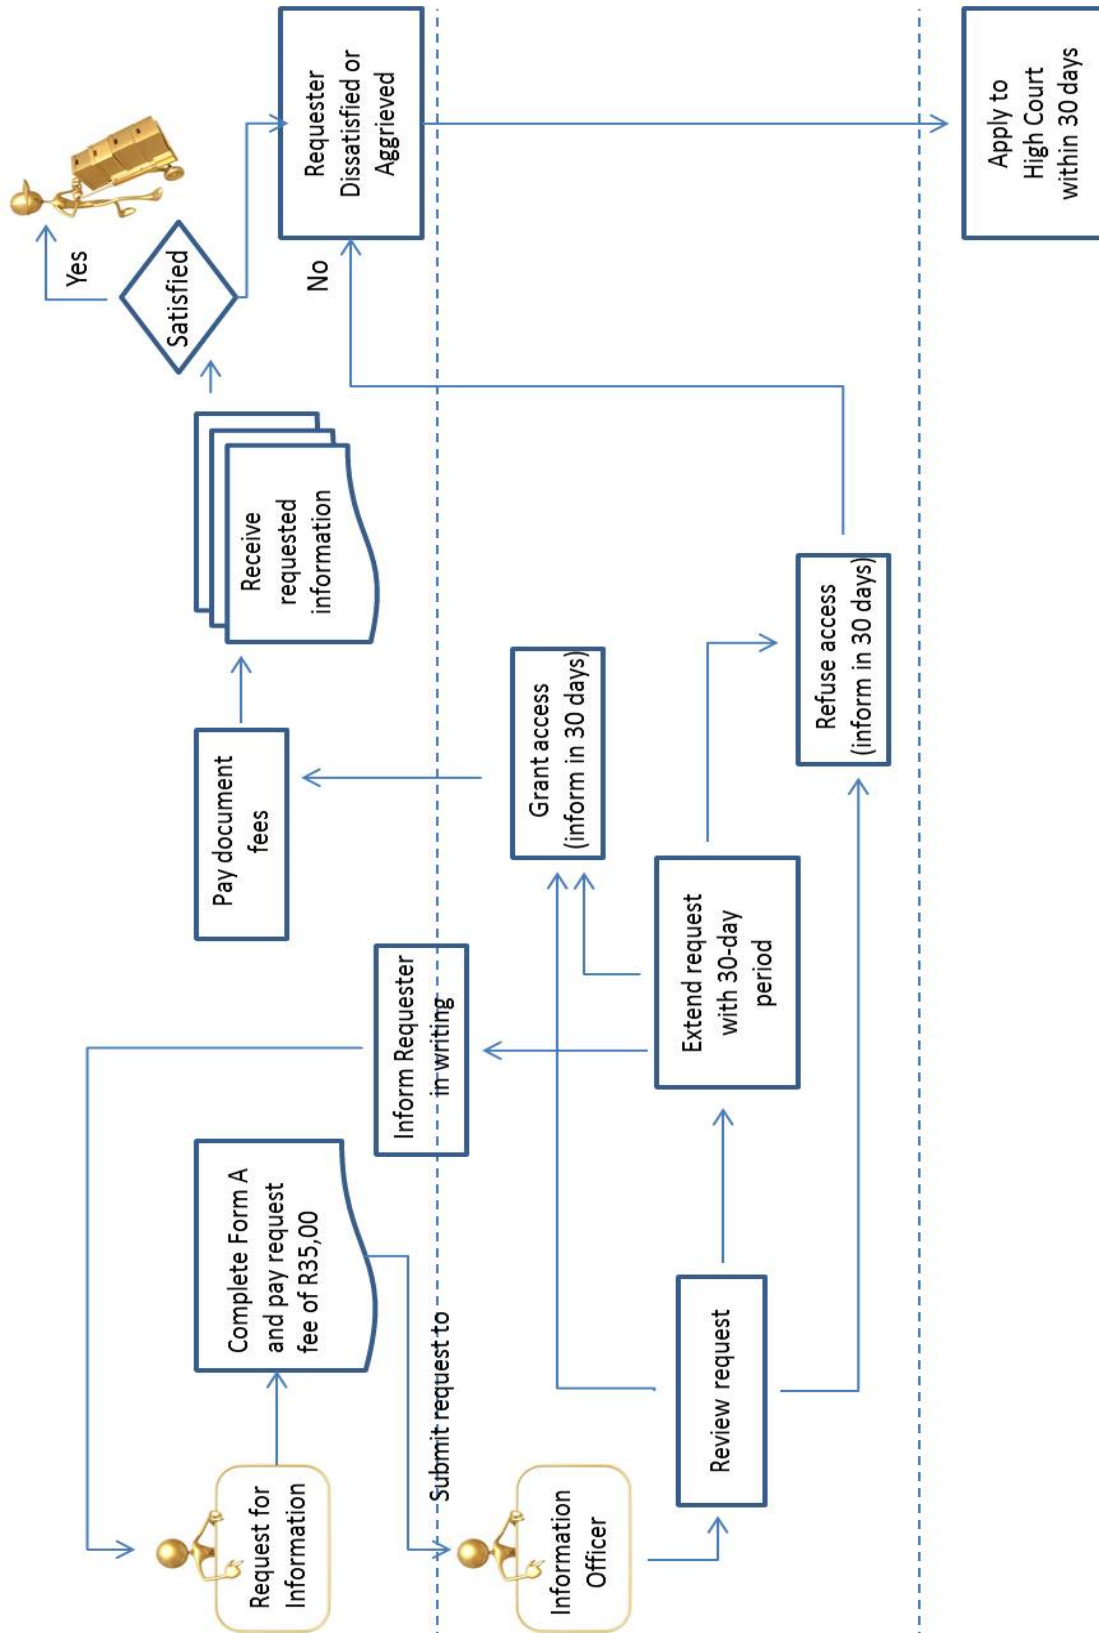 Request for
Information
Complete Form A
and pay request
fee of R35,00
Submit request to
Information
Officer
Review request
Extend request
with 30-day
period
Inform Requester
in writing
Grant access
(inform in 30 days)
Refuse access
(inform in 30 days)
Pay document
fees
Receive
requested
information
Satisfied
Yes
No
Requester
Dissatisfied or
Aggrieved
Apply to
High Court
within 30 days